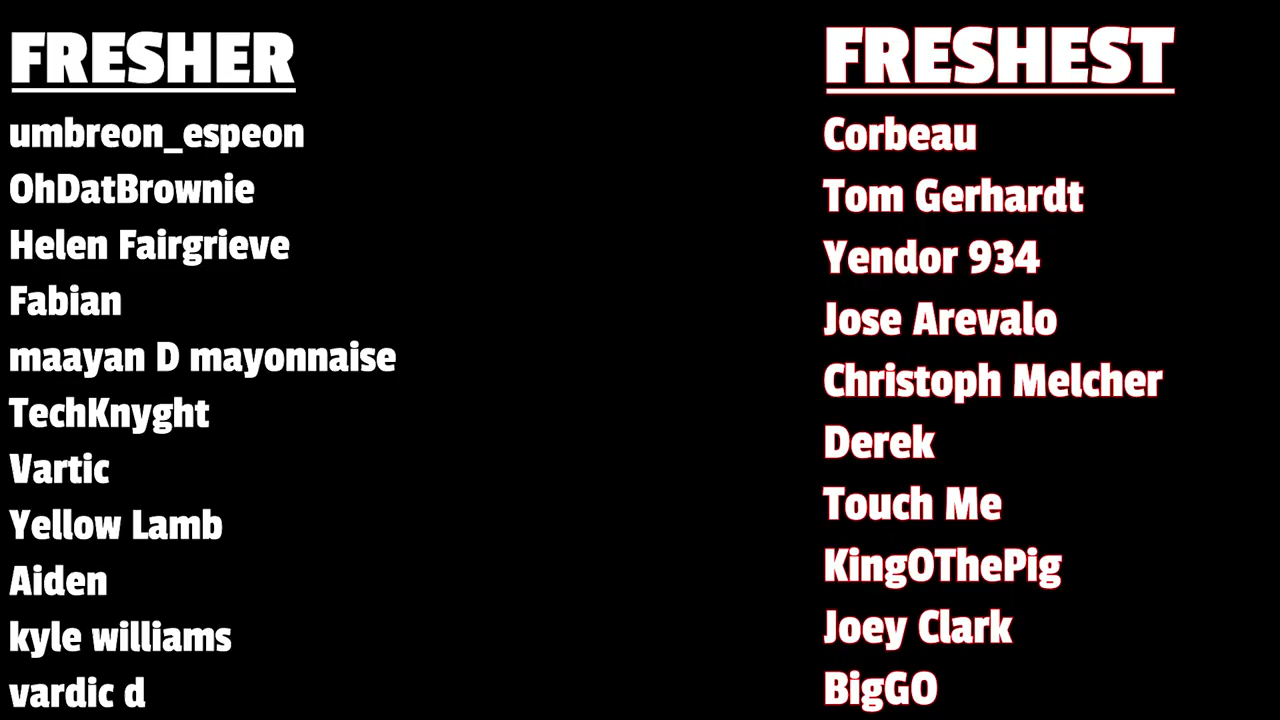 FRESHER
umbreon_espeon
OhDatBrownie
Helen Fairgrieve
Fabian
maayan D mayonnaise
TechKnyght
Vartic
Yellow Lamb
Aiden
kyle williams
vardic d
FRESHEST
Corbeau
Tom Gerhardt
Yendor 934
Jose Arevalo
Christoph Melcher
Derek
Touch Me
KingOThePig
Joey Clark
BigGO